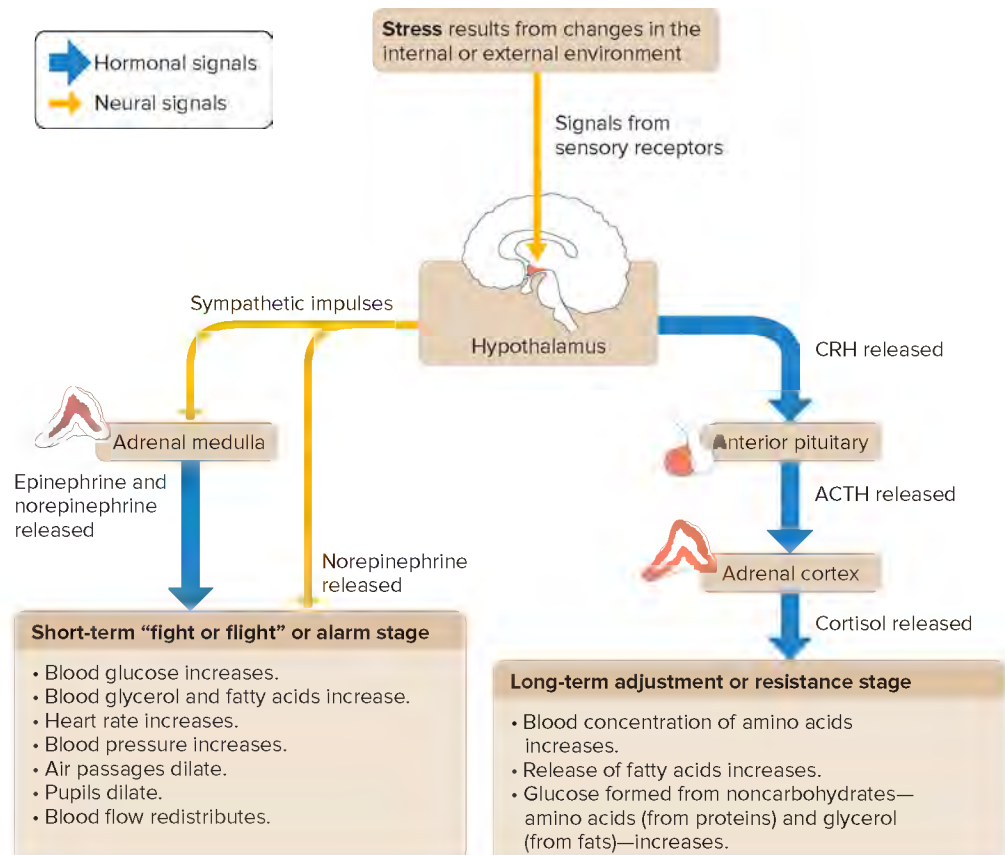 Stress results from changes in the
internal or external environment
Hormonal signals
Neural signals
Signals from
sensory receptors
Sympathetic impulses
Hypothalamus
CRH released
Adrenal medulla
Anterior pituitary
Epinephrine and
norepinephrine
released
ACTH released
Norepinephrine
released
Adrenal cortex
Cortisol released
Short-term “fight or flight” or alarm stage
• Blood glucose increases.
• Blood glycerol and fatty acids increase.
• Heart rate increases.
• Blood pressure increases.
• Air passages dilate.
• Pupils dilate.
• Blood flow redistributes.
Long-term adjustment or resistance stage
• Blood concentration of amino acids
increases.
• Release of fatty acids increases.
• Glucose formed from noncarbohydrates—
amino acids (from proteins) and glycerol
(from fats)—increases.